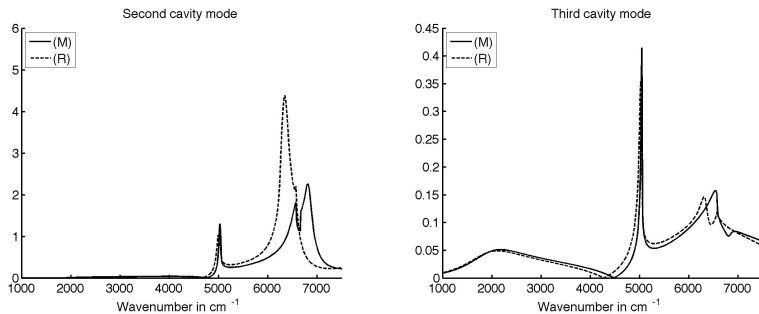 Second cavity mode
6
5
4
3
2
1
0
1000 2000 3000 4000 5000 6000 7000
Wavenumber in cm -1
(M)
(R)
Third cavity mode
0.45
0.4
0.35
0.3
0.25
0.2
0.15
0.1
0.05
0
1000 2000 3000 4000 5000 6000 7000
Wavenumber in cm -1
(M)
(R)